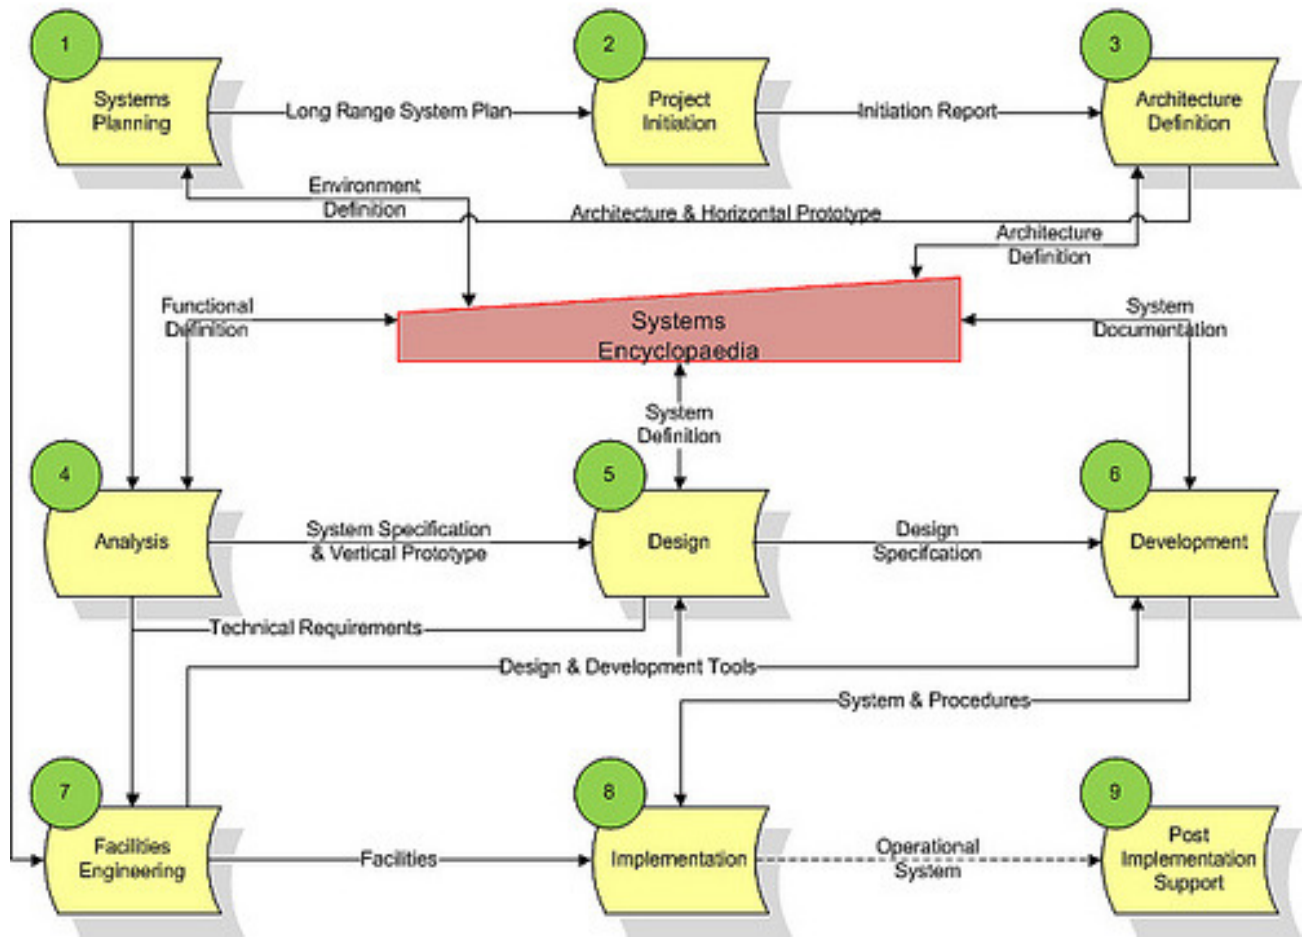 1
2
3
Systems
Planning
Long Range System Plan
Project
Initiation
Initiation Report
Architecture
Definition
Environment
Definition
Architecture & Horizontal Prototype
Architecture
Definition
Functional
Definition
Systems
Encyclopaedia
System
Documentation
System
Definition
4
5
6
Analysis
System Specification
& Vertical Prototype
Design
Design
Specifcation
Development
Technical Requirements
Design & Development Tools
System & Procedures
7
8
9
Facilities
Engineering
Facilities
Implementation
Operational
System
Post
Implementation
Support